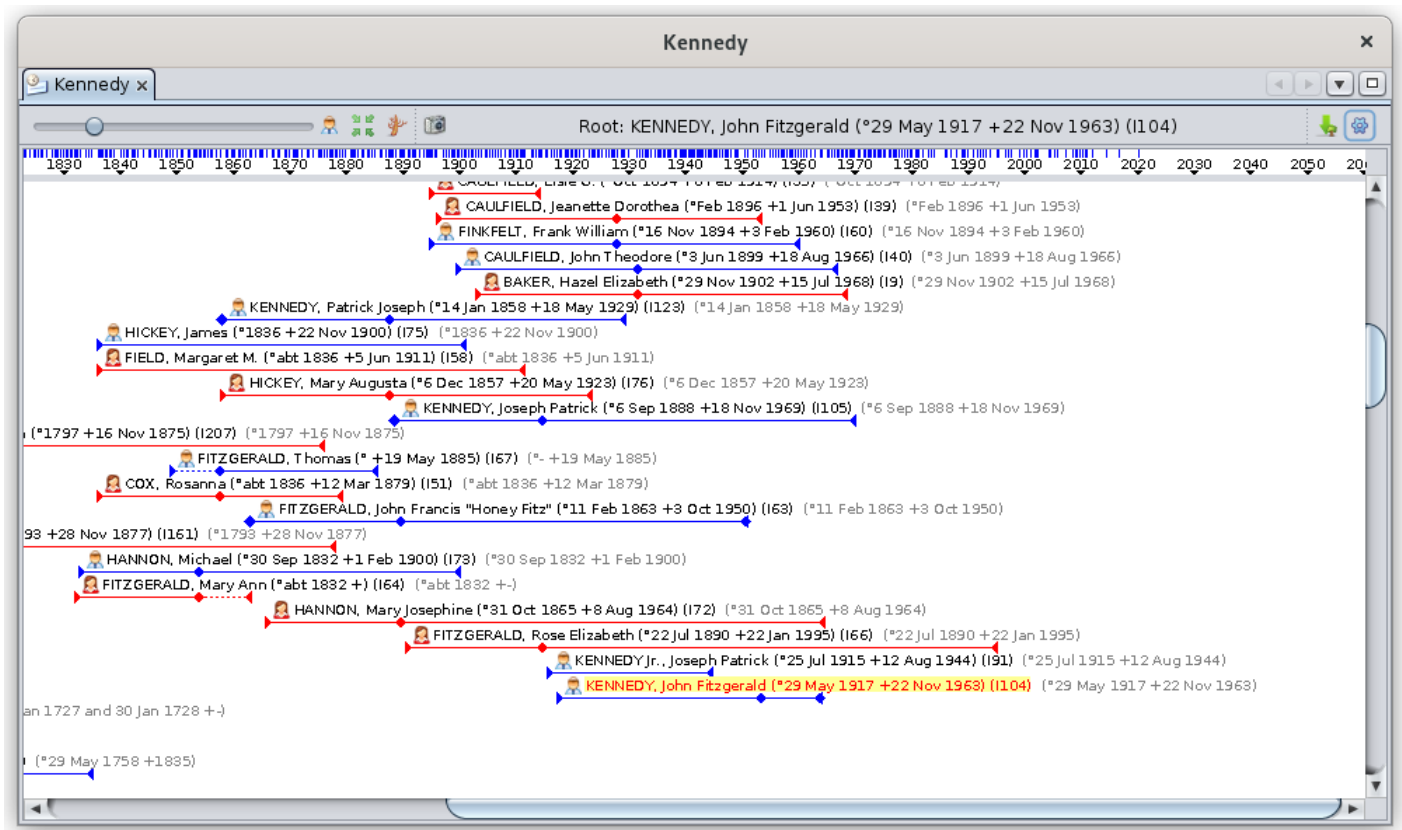 Kennedy
Kennedy
Root: KENNEDY, John Fitzgerald (°29 May 1917 +22 Nov 1963) (I104)
1830 1840 1850 1860 1870 1880 1890 1900 1910 1920 1930 1940 1950 1960 1970 1980 1990 2000 2010 2020 2030 2040 2050 20
CAULFIELD, Elsie
CAULFIELD, Jeanette Dorothea (°Feb 1896 +1 Jun 1953) (I39) (°Feb 1896 +1 Jun 1953)
FINKFELT, Frank William (°16 Nov 1894 +3 Feb 1960) (I60) (°16 Nov 1894 +3 Feb 1960)
CAULFIELD, John Theodore (°3 Jun 1899 +18 Aug 1966) (I40) (°3 Jun 1899 +18 Aug 1966)
BAKER, Hazel Elizabeth (°29 Nov 1902 +15 Jul 1968) (I9) (°29 Nov 1902 +15 Jul 1968)
KENNEDY, Patrick Joseph (°14 Jan 1858 +18 May 1929) (I123) (°14 Jan 1858 +18 May 1929)
HICKEY, James (°1836 +22 Nov 1900) (I75) (°1836 +22 Nov 1900)
FIELD, Margaret M. (°abt 1836 +5 Jun 1911) (I58) (°abt 1836 +5 Jun 1911)
HICKEY, Mary Augusta (°6 Dec 1857 +20 May 1923) (I76) (°6 Dec 1857 +20 May 1923)
KENNEDY, Joseph Patrick (°6 Sep 1888 +18 Nov 1969) (I105) (°6 Sep 1888 +18 Nov 1969)
(°1797 +16 Nov 1875) (I207) (°1797 +16 Nov 1875)
FITZGERALD, Thomas (° +19 May 1885) (I67) (°- +19 May 1885)
COX, Rosanna (°abt 1836 +12 Mar 1879) (I51) (°abt 1836 +12 Mar 1879)
FITZGERALD, John Francis "Honey Fitz" (°11 Feb 1863 +3 Oct 1950) (I63) (°11 Feb 1863 +3 Oct 1950)
93 +28 Nov 1877) (I161) (°1793 +28 Nov 1877)
HANNON, Michael (°30 Sep 1832 +1 Feb 1900) (I73) (°30 Sep 1832 +1 Feb 1900)
FITZGERALD, Mary Ann (°abt 1832 +) (I64) (°abt 1832 +-)
HANNON, Mary Josephine (°31 Oct 1865 +8 Aug 1964) (I72) (°31 Oct 1865 +8 Aug 1964)
FITZGERALD, Rose Elizabeth (°22 Jul 1890 +22 Jan 1995) (I66) (°22 Jul 1890 +22 Jan 1995)
KENNEDY Jr., Joseph Patrick (°25 Jul 1915 +12 Aug 1944) (I91) (°25 Jul 1915 +12 Aug 1944)
KENNEDY, John Fitzgerald (°29 May 1917 +22 Nov 1963) (I104) (°29 May 1917 +22 Nov 1963)
an 1727 and 30 Jan 1728 +-)
(°29 May 1758 +1835)